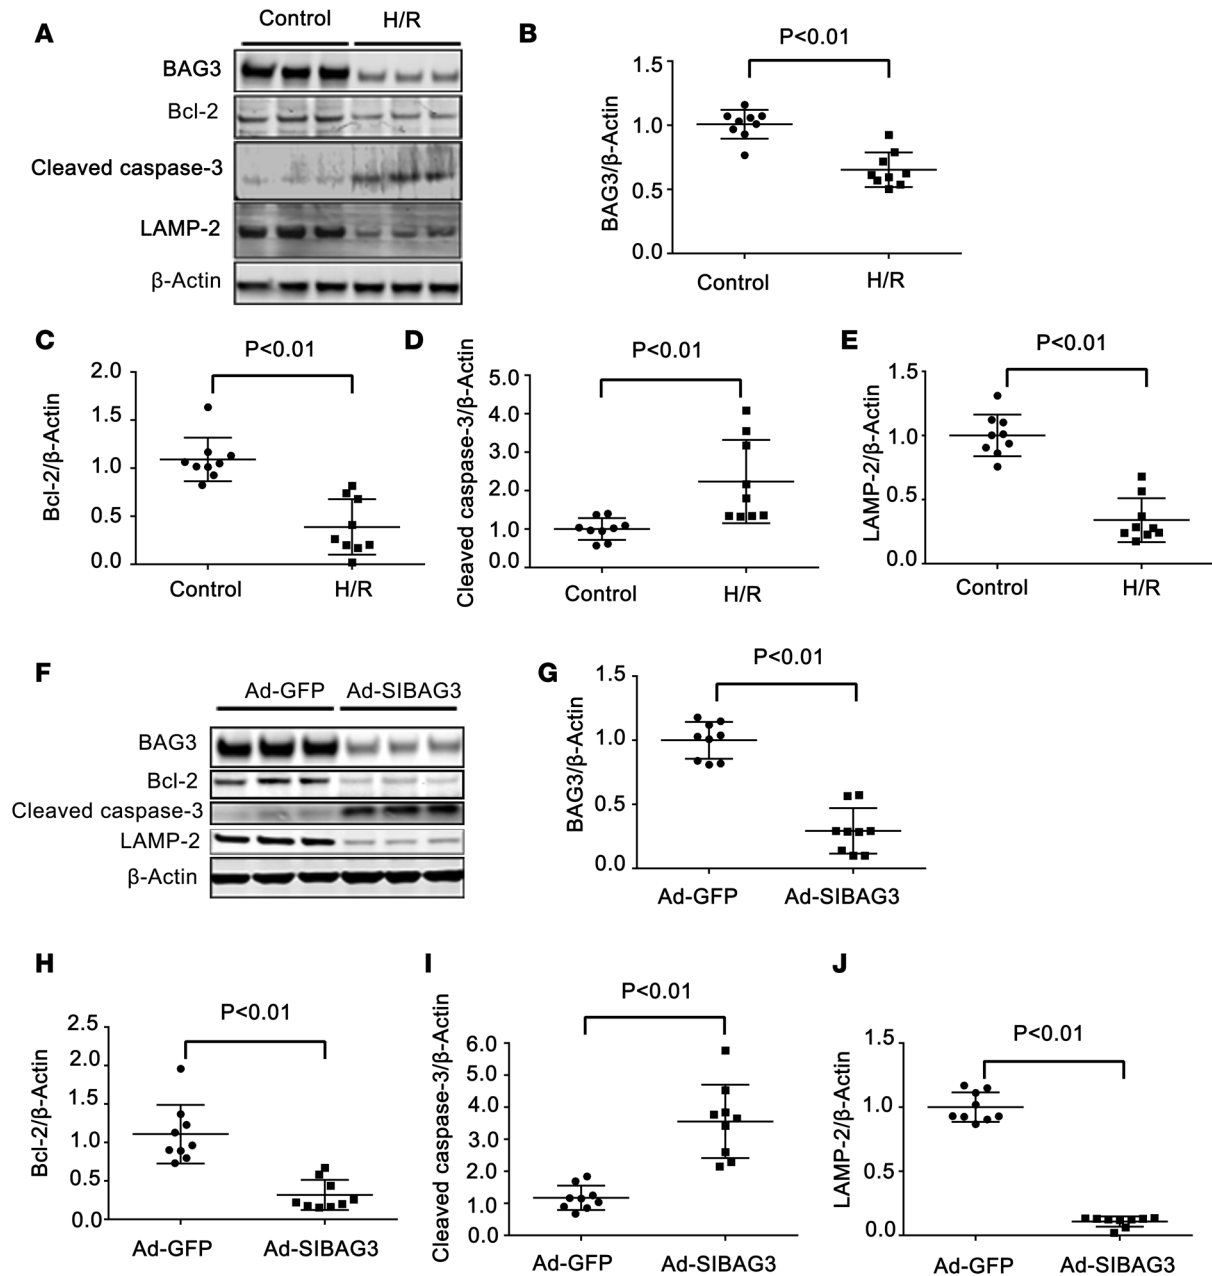 A
Control
H/R
BAG3
Bcl-2
Cleaved caspase-3
LAMP-2
β-Actin
B
P<0.01
BAG3/β-Actin
1.5
1.0
0.5
0.0
Control
H/R
C
P<0.01
Bcl-2/β-Actin
2.0
1.5
1.0
0.5
0.0
Control
H/R
D
P<0.01
Cleaved caspase-3/β-Actin
5.0
4.0
3.0
2.0
1.0
0.0
Control
H/R
E
P<0.01
LAMP-2/β-Actin
1.5
1.0
0.5
0.0
Control
H/R
F
Ad-GFP
Ad-SIBAG3
BAG3
Bcl-2
Cleaved caspase-3
LAMP-2
β-Actin
G
P<0.01
BAG3/β-Actin
1.5
1.0
0.5
0.0
Ad-GFP
Ad-SIBAG3
H
P<0.01
Bcl-2/β-Actin
2.5
2.0
1.5
1.0
0.5
0.0
Ad-GFP
Ad-SIBAG3
I
P<0.01
Cleaved caspase-3/β-Actin
6.0
5.0
4.0
3.0
2.0
1.0
0.0
Ad-GFP
Ad-SIBAG3
J
P<0.01
LAMP-2/β-Actin
1.5
1.0
0.5
0.0
Ad-GFP
Ad-SIBAG3